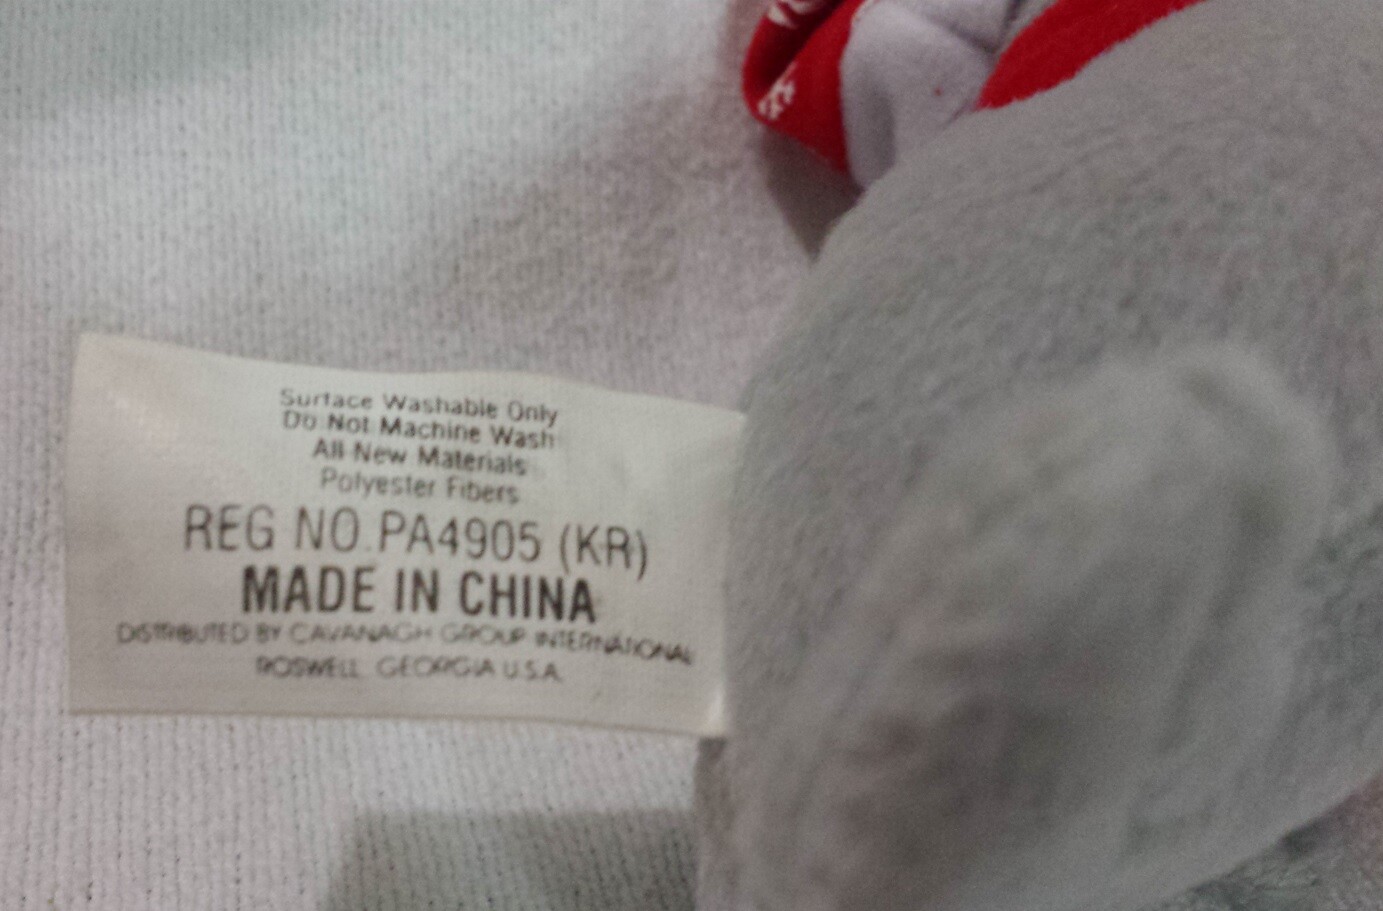 Surface Washable Only
Do Not Machine Wash
All New Materials
Polyester Fibers
REG NO.PA4905 (KR)
MADE IN CHINA
DISTRIBUTED BY CAVANAGH GROUP INTERNATIONAL
ROSWELL GEORGIA U.S.A.